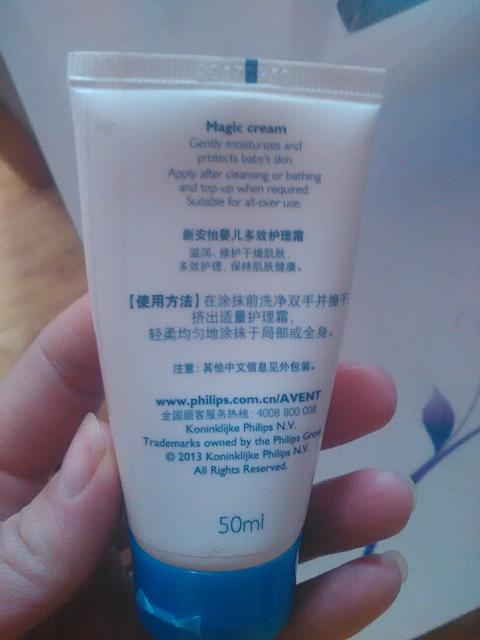 Magic cream
Gently moisturizes and
protects baby's skin.
Apply after cleansing or bathing
and top-up when required.
Suitable for all-over use.
新安怡婴儿多效护理霜
滋润、修护干燥肌肤,
多效护理, 保持肌肤健康。
【使用方法】在涂抹前洗净双手并擦干
挤出适量护理霜,
轻柔均匀地涂抹于局部或全身。
注意: 其他中文信息见外包装。
www.philips.com.cn/AVENT
全国顾客服务热线: 4008 800 008
Koninklijke Philips N.V.
Trademarks owned by the Philips Group
© 2013 Koninklijke Philips N.V.
All Rights Reserved.
50ml